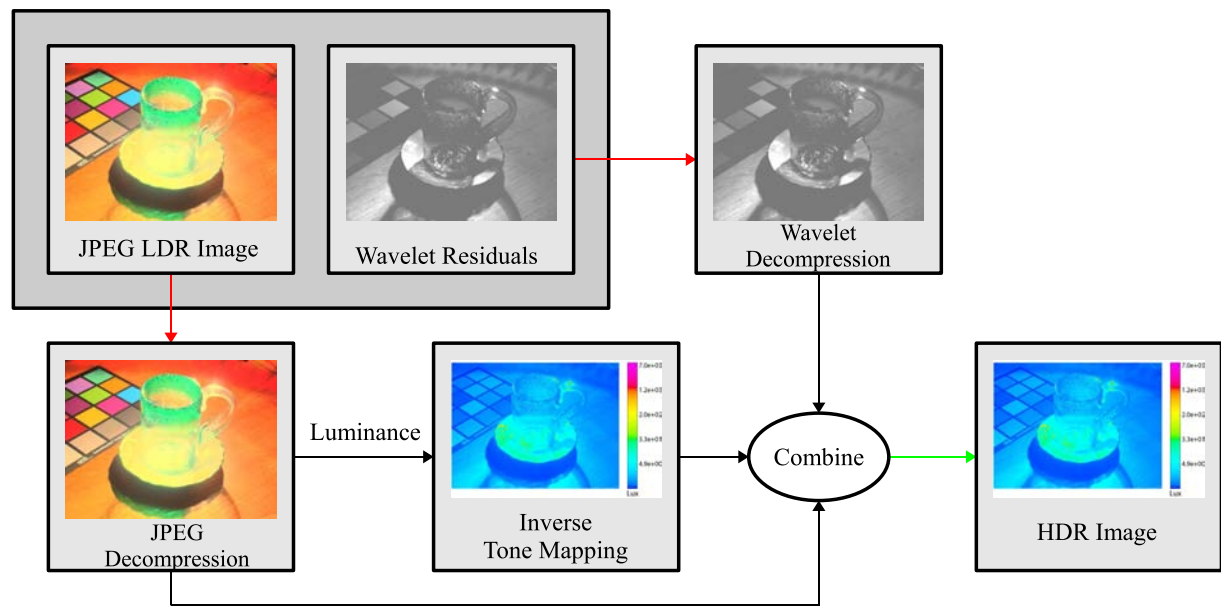 JPEG LDR Image
Wavelet Residuals
Wavelet
Decompression
JPEG
Decompression
Luminance
Inverse
Tone Mapping
Combine
HDR Image